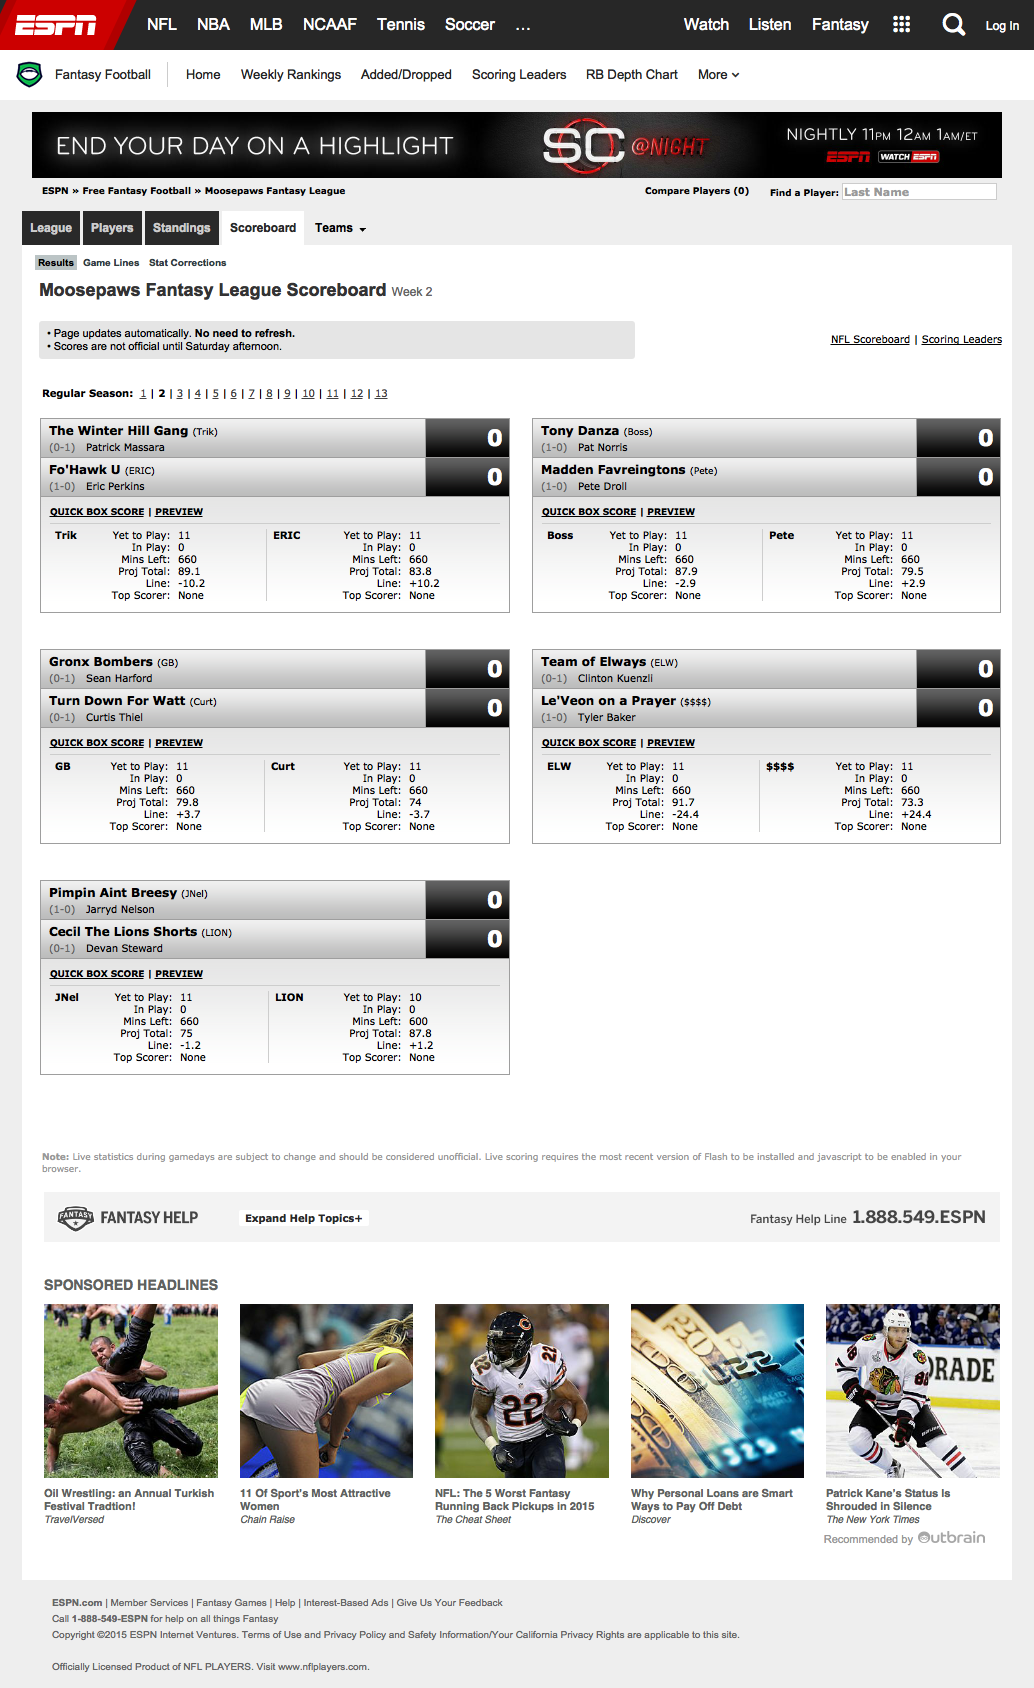 ESPN NFL NBA MLB NCAAF Tennis Soccer ... Watch Listen Fantasy Log In
Fantasy Football Home Weekly Rankings Added/Dropped Scoring Leaders RB Depth Chart More
END YOUR DAY ON A HIGHLIGHT SC @NIGHT NIGHTLY 11PM 12AM 1AM/ET
ESPN WATCH ESPN
ESPN » Free Fantasy Football » Moosepaws Fantasy League Compare Players (0) Find a Player: Last Name
League Players Standings Scoreboard Teams
Results Game Lines Stat Corrections
Moosepaws Fantasy League Scoreboard Week 2
• Page updates automatically. No need to refresh.
• Scores are not official until Saturday afternoon.
NFL Scoreboard | Scoring Leaders
Regular Season: 1 | 2 | 3 | 4 | 5 | 6 | 7 | 8 | 9 | 10 | 11 | 12 | 13
The Winter Hill Gang (Trik) 0
(0-1) Patrick Massara
Fo'Hawk U (ERIC) 0
(1-0) Eric Perkins
QUICK BOX SCORE | PREVIEW
Trik Yet to Play: 11 ERIC Yet to Play: 11
In Play: 0 In Play: 0
Mins Left: 660 Mins Left: 660
Proj Total: 89.1 Proj Total: 83.8
Line: -10.2 Line: +10.2
Top Scorer: None Top Scorer: None
Tony Danza (Boss) 0
(1-0) Pat Norris
Madden Favreingtons (Pete) 0
(1-0) Pete Droll
QUICK BOX SCORE | PREVIEW
Boss Yet to Play: 11 Pete Yet to Play: 11
In Play: 0 In Play: 0
Mins Left: 660 Mins Left: 660
Proj Total: 87.9 Proj Total: 79.5
Line: -2.9 Line: +2.9
Top Scorer: None Top Scorer: None
Gronx Bombers (GB) 0
(0-1) Sean Harford
Turn Down For Watt (Curt) 0
(0-1) Curtis Thiel
QUICK BOX SCORE | PREVIEW
GB Yet to Play: 11 Curt Yet to Play: 11
In Play: 0 In Play: 0
Mins Left: 660 Mins Left: 660
Proj Total: 79.8 Proj Total: 74
Line: +3.7 Line: -3.7
Top Scorer: None Top Scorer: None
Team of Elways (ELW) 0
(0-1) Clinton Kuenzli
Le'Veon on a Prayer ($$$$) 0
(1-0) Tyler Baker
QUICK BOX SCORE | PREVIEW
ELW Yet to Play: 11 $$$$ Yet to Play: 11
In Play: 0 In Play: 0
Mins Left: 660 Mins Left: 660
Proj Total: 91.7 Proj Total: 73.3
Line: -24.4 Line: +24.4
Top Scorer: None Top Scorer: None
Pimpin Aint Breesy (JNel) 0
(1-0) Jarryd Nelson
Cecil The Lions Shorts (LION) 0
(0-1) Devan Steward
QUICK BOX SCORE | PREVIEW
JNel Yet to Play: 11 LION Yet to Play: 10
In Play: 0 In Play: 0
Mins Left: 660 Mins Left: 600
Proj Total: 75 Proj Total: 87.8
Line: -1.2 Line: +1.2
Top Scorer: None Top Scorer: None
Note: Live statistics during gamedays are subject to change and should be considered unofficial. Live scoring requires the most recent version of Flash to be installed and javascript to be enabled in your
browser.
FANTASY FANTASY HELP Expand Help Topics+ Fantasy Help Line 1.888.549.ESPN
SPONSORED HEADLINES
22 22 022 88 ORADE
Oil Wrestling: an Annual Turkish
Festival Tradtion!
TravelVersed
11 Of Sport's Most Attractive
Women
Chain Raise
NFL: The 5 Worst Fantasy
Running Back Pickups in 2015
The Cheat Sheet
Why Personal Loans are Smart
Ways to Pay Off Debt
Discover
Patrick Kane's Status is
Shrouded in Silence
The New York Times
Recommended by Outbrain
ESPN.com | Member Services | Fantasy Games | Help | Interest-Based Ads | Give Us Your Feedback
Call 1-888-549-ESPN for help on all things Fantasy
Copyright ©2015 ESPN Internet Ventures. Terms of Use and Privacy Policy and Safety Information/Your California Privacy Rights are applicable to this site.
Officially Licensed Product of NFL PLAYERS. Visit www.nflplayers.com.